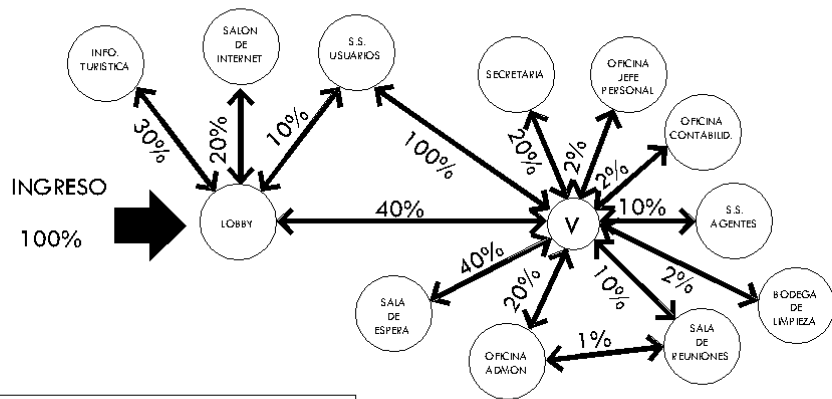 INFO.
TURISTICA
SALON
DE
INTERNET
S.S.
USUARIOS
SECRETARIA
OFICINA
JEFE
PERSONAL
OFICINA
CONTABILID.
30%
20%
10%
100%
20%
2%
2%
INGRESO
100%
LOBBY
40%
V
10%
S.S.
AGENTES
40%
20%
10%
2%
SALA
DE
ESPERA
BODEGA
DE
LIMPIEZA
OFICINA
ADMON
1%
SALA
DE
REUNIONES